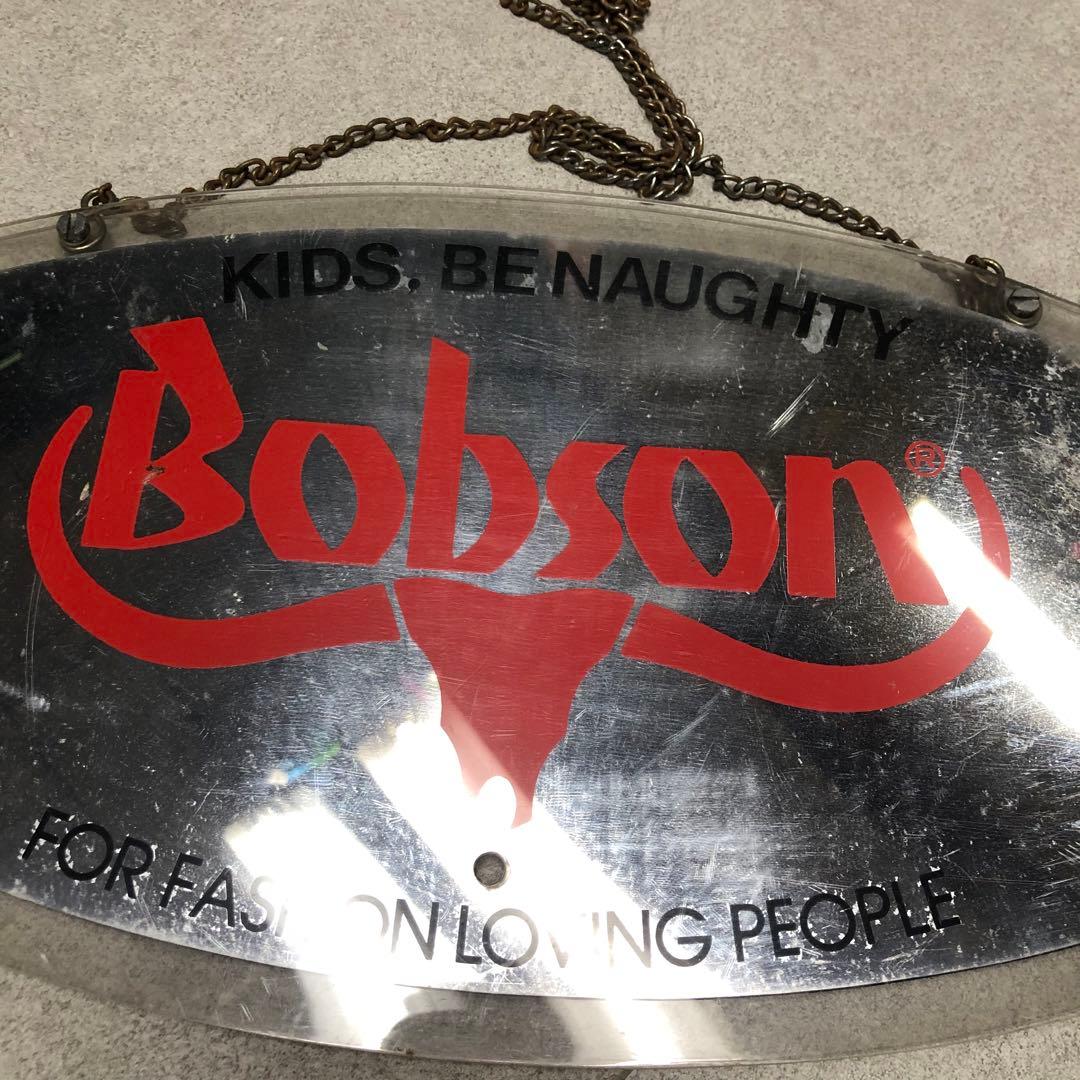 KIDS. BE NAUGHTY
Bobson®
FOR FASHION LOVING PEOPLE